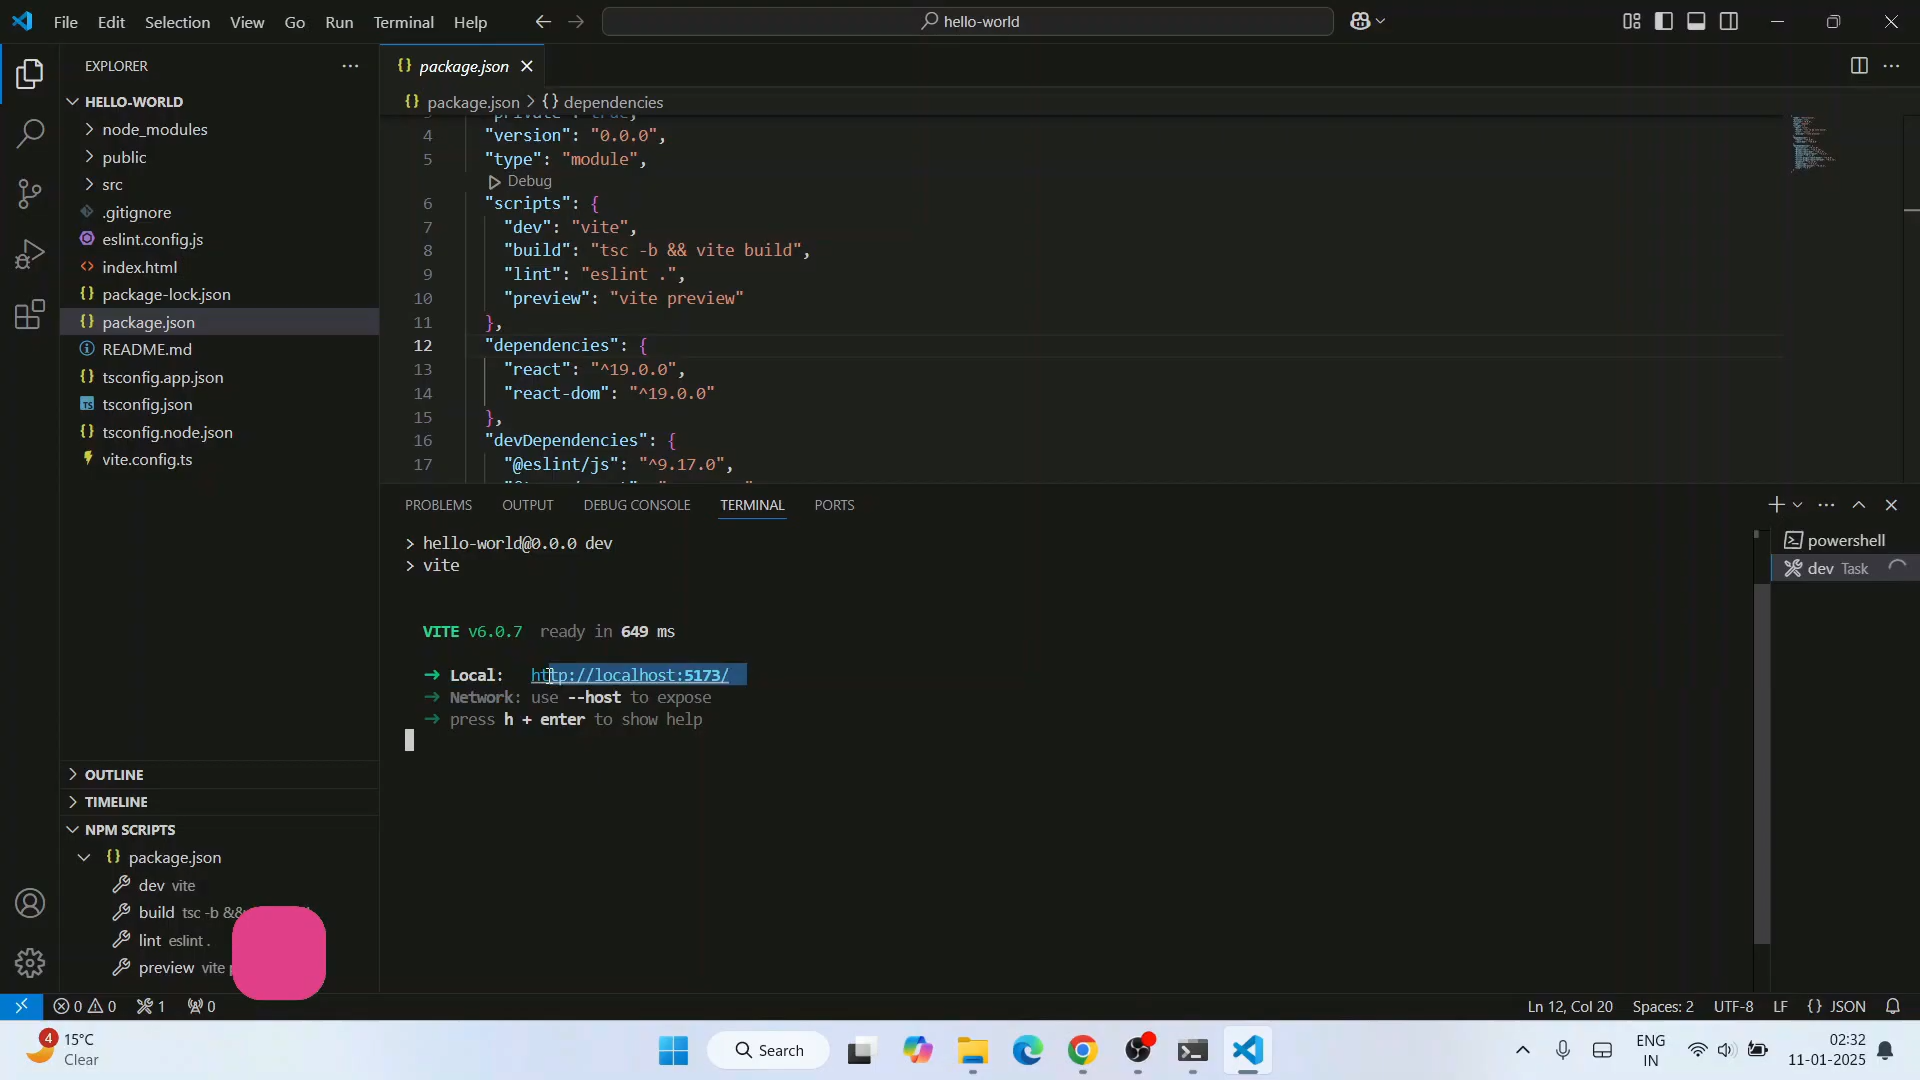 File Edit Selection View Go Run Terminal Help
hello-world
EXPLORER
HELLO-WORLD
node_modules
public
src
.gitignore
eslint.config.js
index.html
package-lock.json
package.json
README.md
tsconfig.app.json
tsconfig.json
tsconfig.node.json
vite.config.ts
OUTLINE
TIMELINE
NPM SCRIPTS
package.json
dev vite
build tsc -b &&
lint eslint .
preview vite
package.json
package.json > {} dependencies
4 "version": "0.0.0",
5 "type": "module",
Debug
6 "scripts": {
7 "dev": "vite",
8 "build": "tsc -b && vite build",
9 "lint": "eslint .",
10 "preview": "vite preview"
11 },
12 "dependencies": {
13 "react": "^19.0.0",
14 "react-dom": "^19.0.0"
15 },
16 "devDependencies": {
17 "@eslint/js": "^9.17.0",
PROBLEMS OUTPUT DEBUG CONSOLE TERMINAL PORTS
> hello-world@0.0.0 dev
> vite
VITE v6.0.7 ready in 649 ms
➜ Local: http://localhost:5173/
➜ Network: use --host to expose
➜ press h + enter to show help
powershell
dev Task
0 0 1 0
Ln 12, Col 20 Spaces: 2 UTF-8 LF {} JSON
4
15°C
Clear
Search
ENG
IN
02:32
11-01-2025